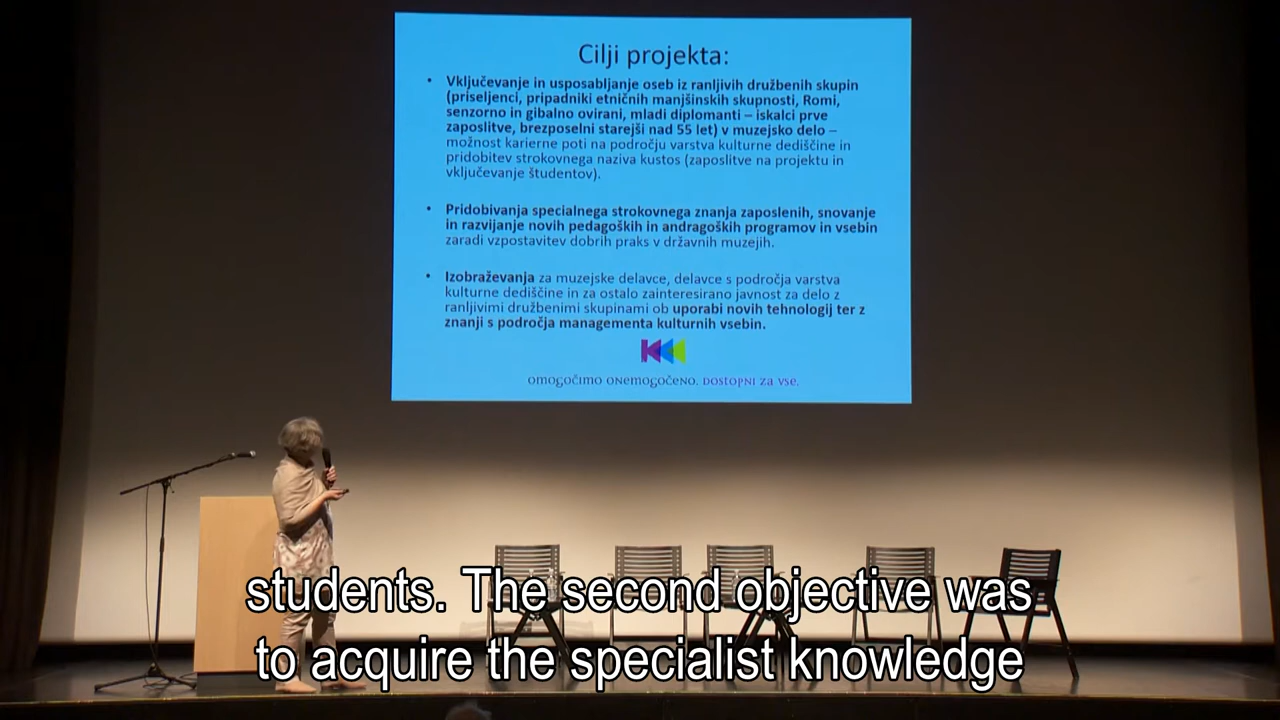 Cilji projekta:
• Vključevanje in usposabljanje oseb iz ranljivih družbenih skupin
(priseljenci, pripadniki etničnih manjšinskih skupnosti, Romi,
senzorno in gibalno ovirani, mladi diplomanti – iskalci prve
zaposlitve, brezposelni starejši nad 55 let) v muzejsko delo –
možnost karierne poti na področju varstva kulturne dediščine in
pridobitev strokovnega naziva kustos (zaposlitve na projektu in
vključevanje študentov).
• Pridobivanja specialnega strokovnega znanja zaposlenih, snovanje
in razvijanje novih pedagoških in andragoških programov in vsebin
zaradi vzpostavitev dobrih praks v državnih muzejih.
• Izobraževanja za muzejske delavce, delavce s področja varstva
kulturne dediščine in za ostalo zainteresirano javnost za delo z
ranljivimi družbenimi skupinami ob uporabi novih tehnologij ter z
znanji s področja managementa kulturnih vsebin.
omogočimo onemogočeno. Dostopni za vse.
students. The second objective was
to acquire the specialist knowledge